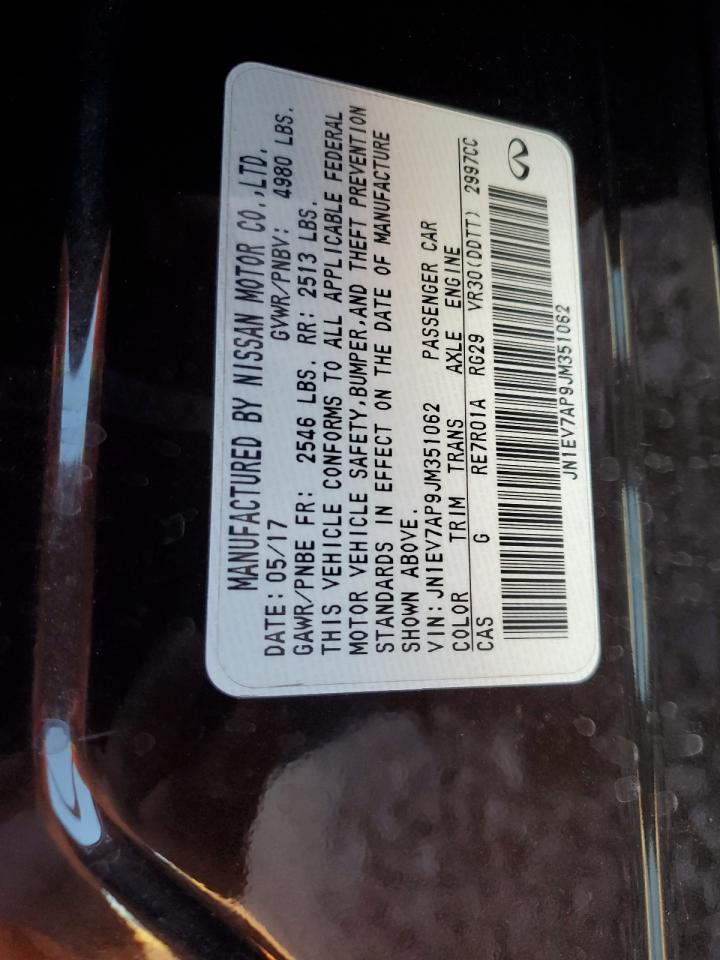 MANUFACTURED BY NISSAN MOTOR CO.,LTD.
DATE: 05/17 GVWR/PNBV: 4980 LBS.
GAWR/PNBE FR: 2546 LBS. RR: 2513 LBS.
THIS VEHICLE CONFORMS TO ALL APPLICABLE FEDERAL
MOTOR VEHICLE SAFETY,BUMPER,AND THEFT PREVENTION
STANDARDS IN EFFECT ON THE DATE OF MANUFACTURE
SHOWN ABOVE.
VIN: JN1EV7AP9JM351062 PASSENGER CAR
COLOR TRIM TRANS AXLE ENGINE
CAS G RE7R01A RG29 VR30(DDTT) 2997CC
JN1EV7AP9JM351062